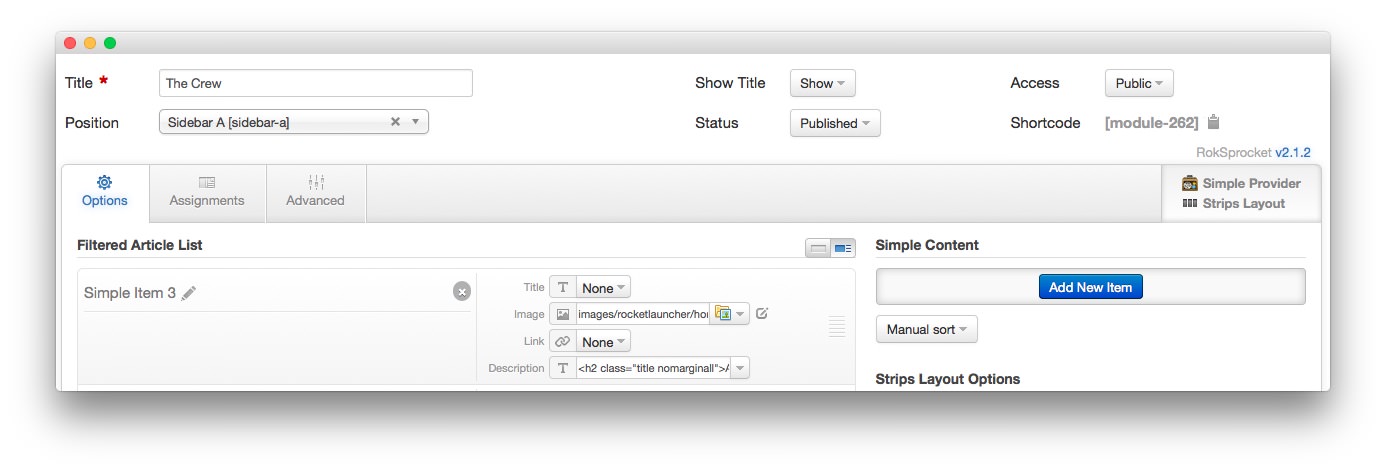 Title * The Crew Show Title Show Access Public
Position Sidebar A [sidebar-a] Status Published Shortcode [module-262]
RokSprocket v2.1.2
Options Assignments Advanced
Simple Provider
Strips Layout
Filtered Article List
Simple Item 3
Title None
Image images/rocketlauncher/ho
Link None
Description <h2 class="title nomarginall">
Simple Content
Add New Item
Manual sort
Strips Layout Options